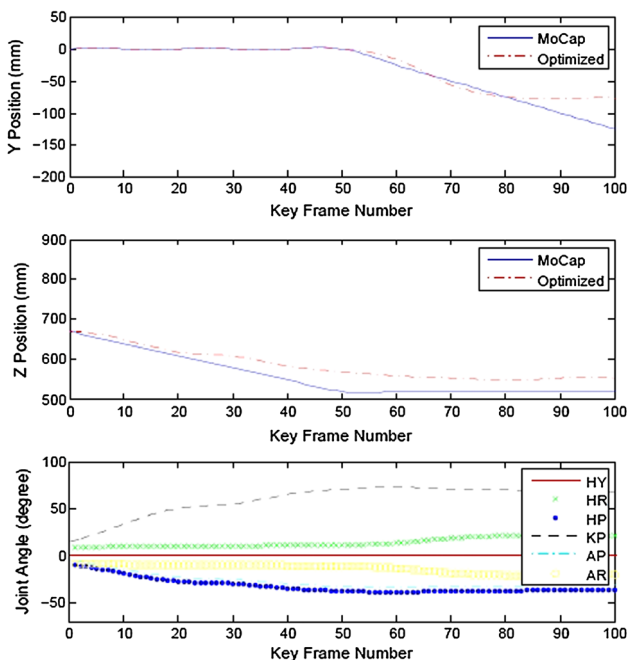 50
0
−50
−100
−150
−200
Y Position (mm)
MoCap
Optimized
0 10 20 30 40 50 60 70 80 90 100
Key Frame Number
900
800
700
600
500
Z Position (mm)
MoCap
Optimized
0 10 20 30 40 50 60 70 80 90 100
Key Frame Number
100
50
0
−50
Joint Angle (degree)
HY
HR
HP
KP
AP
AR
0 10 20 30 40 50 60 70 80 90 100
Key Frame Number